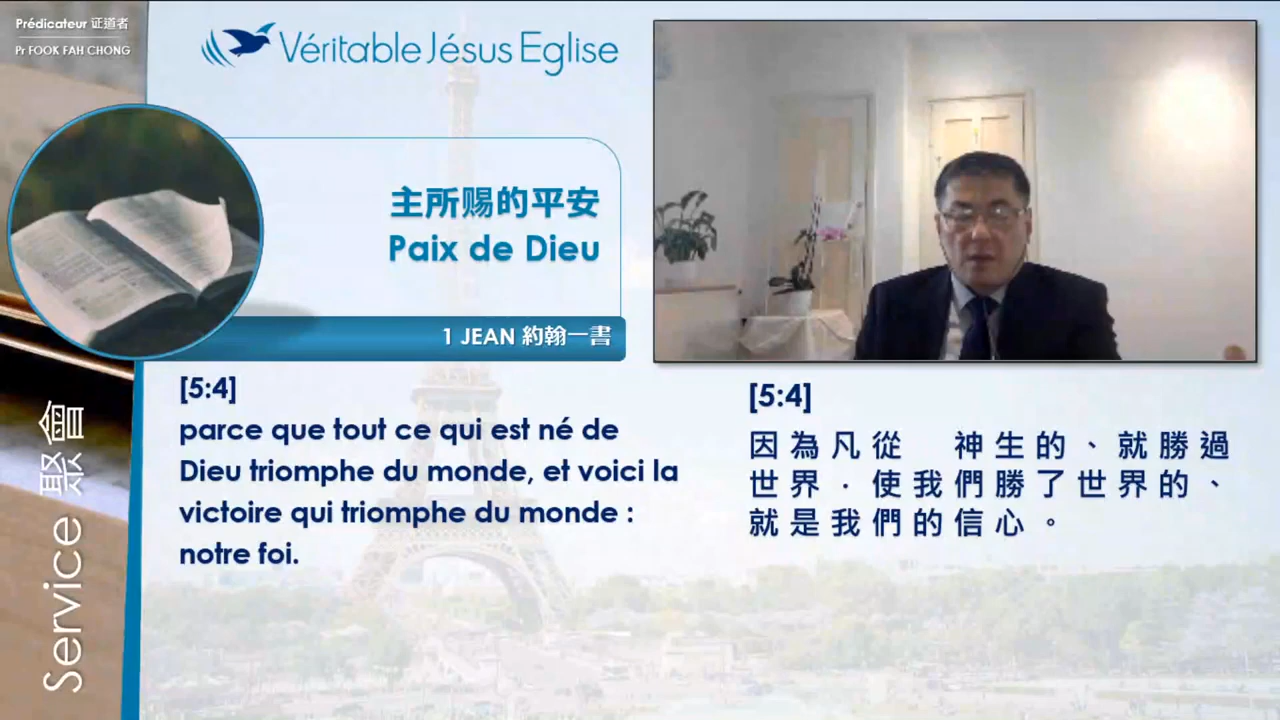 Prédicateur 证道者
Pr FOOK FAH CHONG
Véritable Jésus Eglise
主所赐的平安
Paix de Dieu
1 JEAN 約翰一書
[5:4]
parce que tout ce qui est né de
Dieu triomphe du monde, et voici la
victoire qui triomphe du monde :
notre foi.
[5:4]
因為凡從　神生的、就勝過
世界．使我們勝了世界的、
就是我們的信心。
Service 聚會